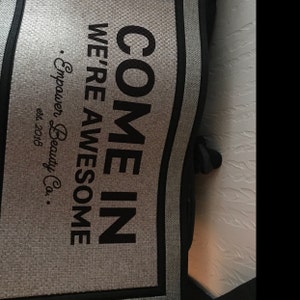 COME IN
WE'RE AWESOME
• Empower Beauty Co. •
est. 2016